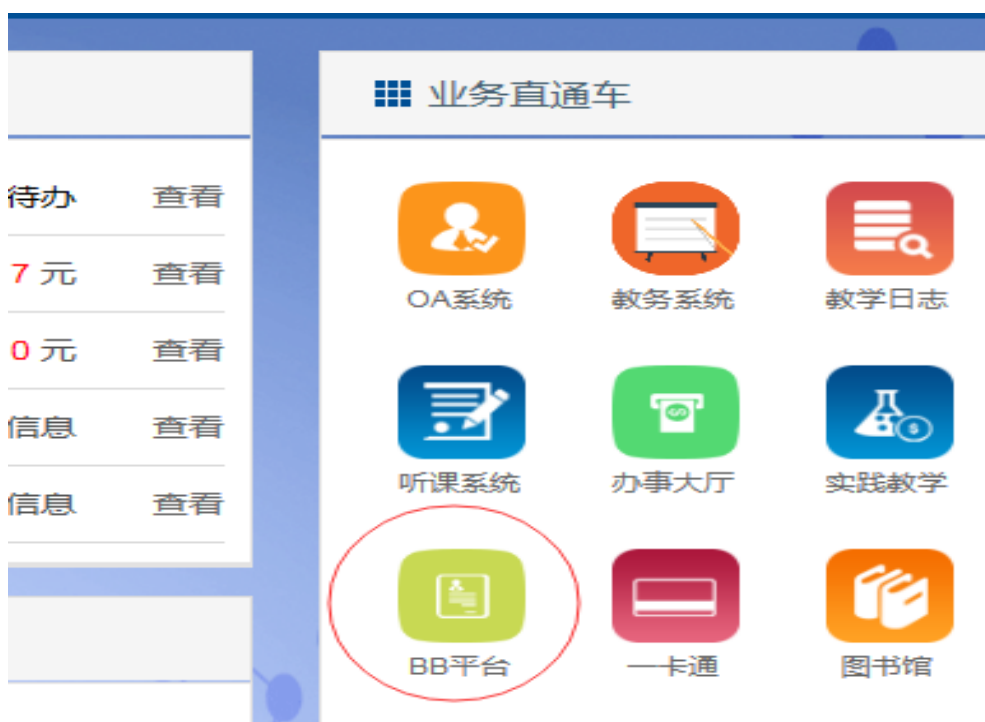 业务直通车
待办 查看
7 元 查看
0 元 查看
信息 查看
信息 查看
OA系统 教务系统 教学日志
听课系统 办事大厅 实践教学
BB平台 一卡通 图书馆